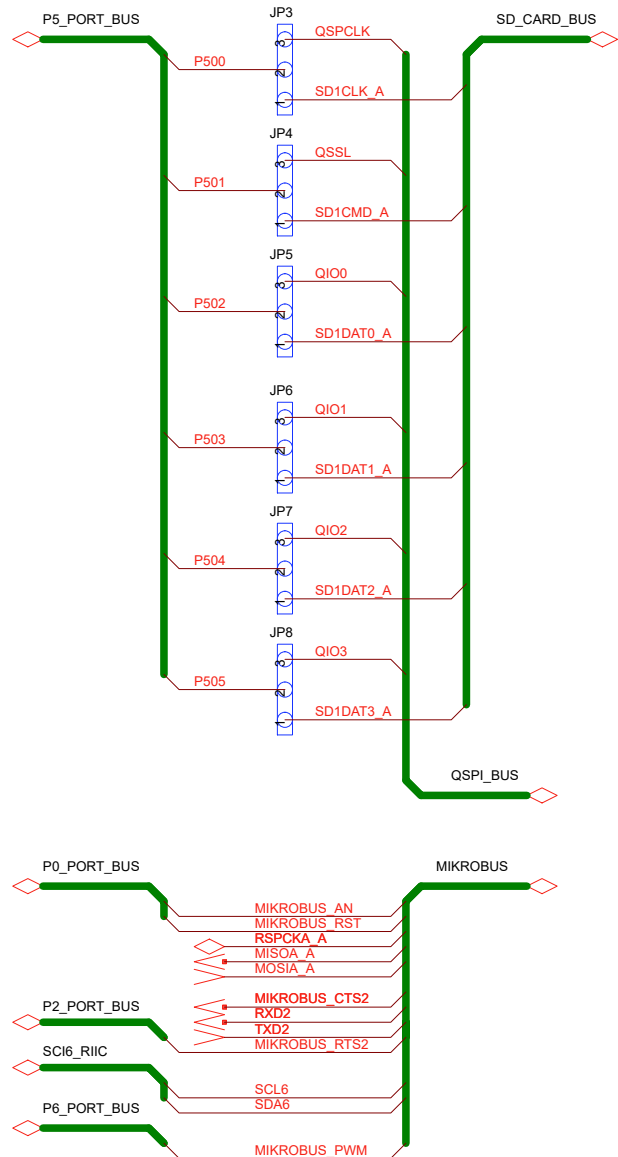 P5_PORT_BUS JP3 SD_CARD_BUS
3 QSPCLK
P500 2
1 SD1CLK_A
JP4
3 QSSL
P501 2
1 SD1CMD_A
JP5
3 QIO0
P502 2
1 SD1DAT0_A
JP6
3 QIO1
P503 2
1 SD1DAT1_A
JP7
3 QIO2
P504 2
1 SD1DAT2_A
JP8
3 QIO3
P505 2
1 SD1DAT3_A
QSPI_BUS
P0_PORT_BUS MIKROBUS
MIKROBUS_AN
MIKROBUS_RST
RSPCKA_A
MISOA_A
MOSIA_A
MIKROBUS_CTS2
P2_PORT_BUS RXD2
TXD2
MIKROBUS_RTS2
SCI6_RIIC
SCL6
SDA6
P6_PORT_BUS
MIKROBUS_PWM